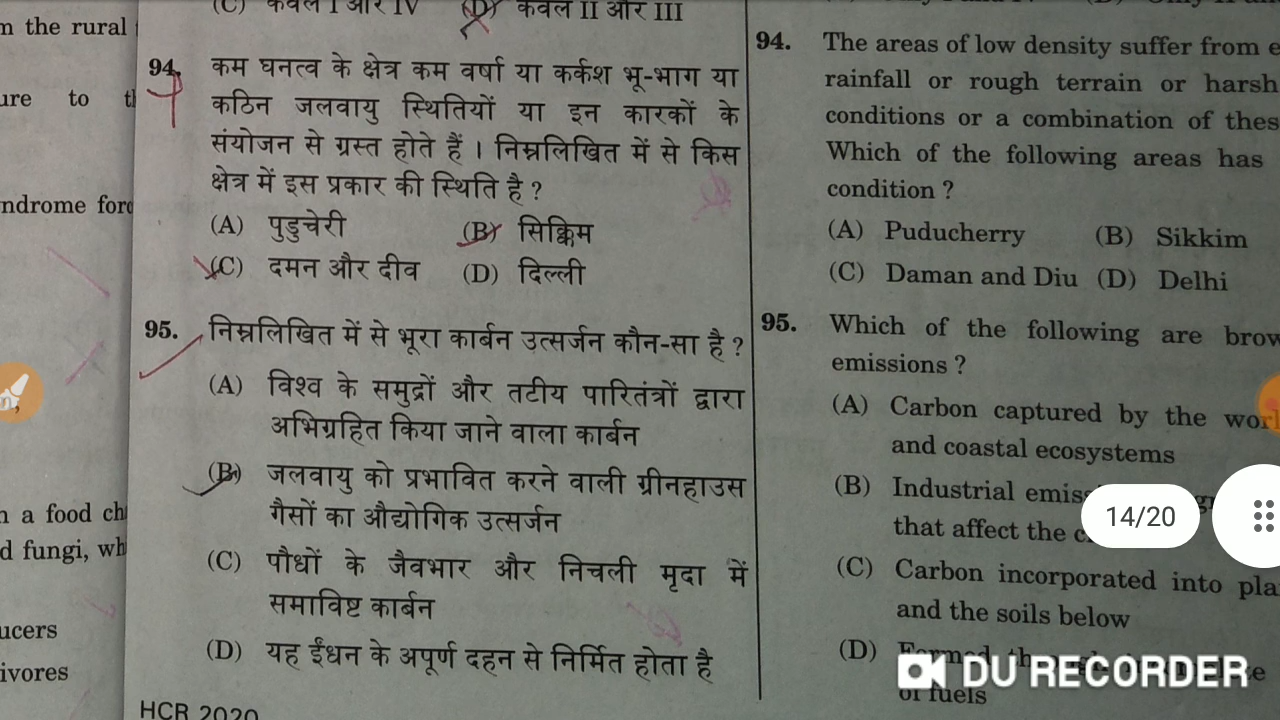 (C) केवल I और IV (D) केवल II और III
94. कम घनत्व के क्षेत्र कम वर्षा या कर्कश भू-भाग या
कठिन जलवायु स्थितियों या इन कारकों के
संयोजन से ग्रस्त होते हैं । निम्नलिखित में से किस
क्षेत्र में इस प्रकार की स्थिति है ?
(A) पुडुचेरी (B) सिक्किम
(C) दमन और दीव (D) दिल्ली
95. निम्नलिखित में से भूरा कार्बन उत्सर्जन कौन-सा है ?
(A) विश्व के समुद्रों और तटीय पारितंत्रों द्वारा
अभिग्रहित किया जाने वाला कार्बन
(B) जलवायु को प्रभावित करने वाली ग्रीनहाउस
गैसों का औद्योगिक उत्सर्जन
(C) पौधों के जैवभार और निचली मृदा में
समाविष्ट कार्बन
(D) यह ईंधन के अपूर्ण दहन से निर्मित होता है
HCR 2020
94. The areas of low density suffer from
rainfall or rough terrain or harsh
conditions or a combination of thes
Which of the following areas has
condition ?
(A) Puducherry (B) Sikkim
(C) Daman and Diu (D) Delhi
95. Which of the following are brow
emissions ?
(A) Carbon captured by the worl
and coastal ecosystems
(B) Industrial emiss
that affect the c
(C) Carbon incorporated into pla
and the soils below
(D) Formed
of fuels
n the rural
ure to th
ndrome forc
n a food ch
d fungi, wh
ucers
ivores
14/20
DU RECORDER